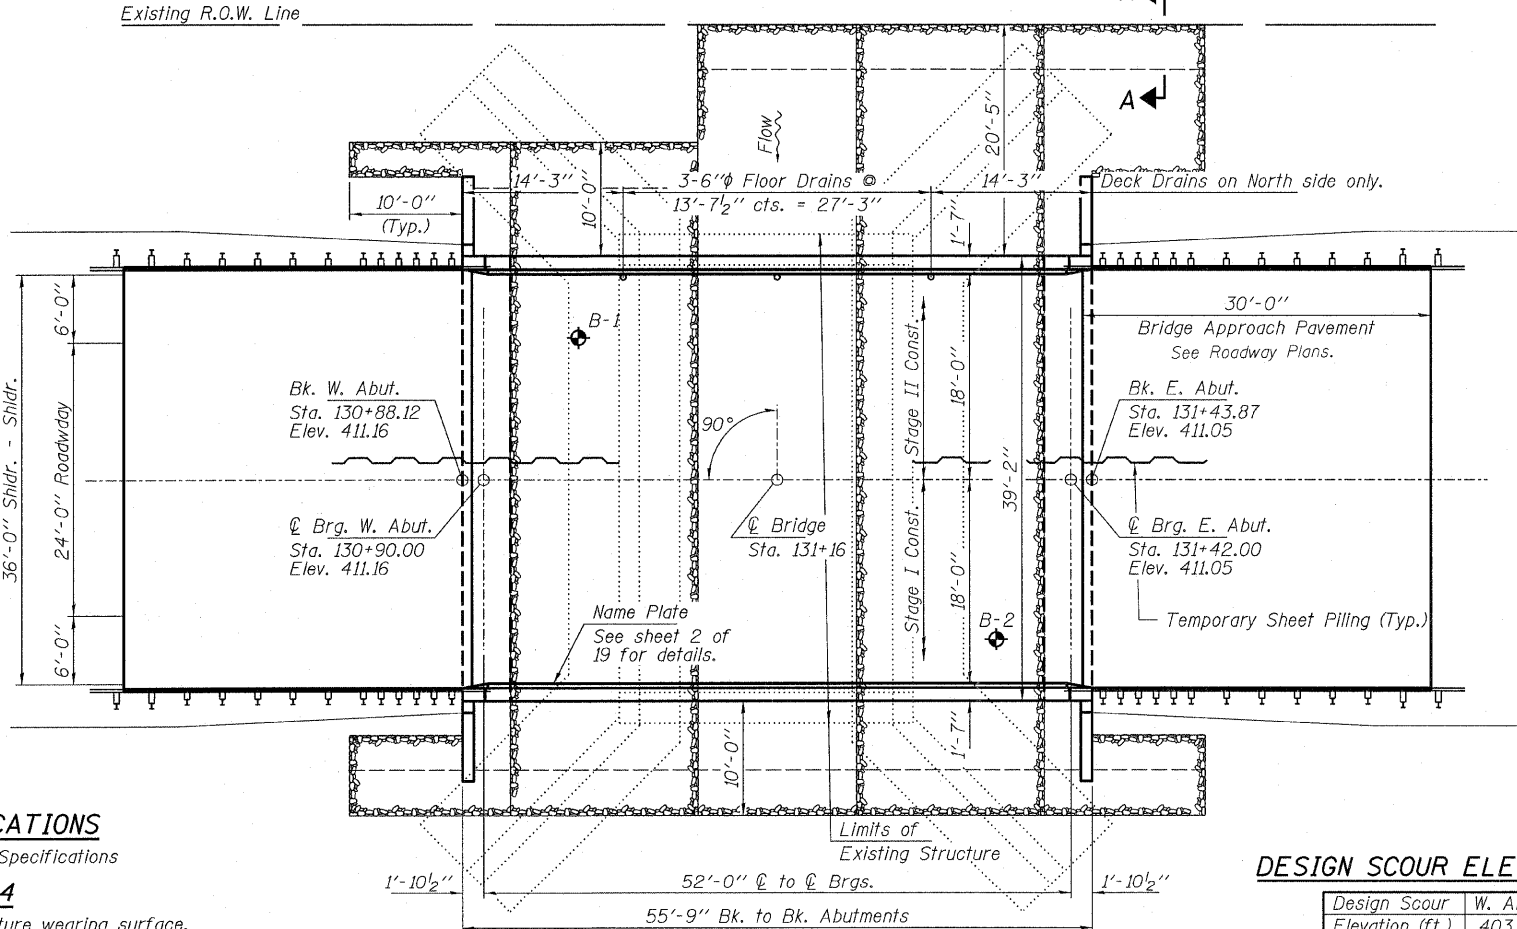 Existing R.O.W. Line
A
Flow
20'-5"
14'-3"
3-6"ϕ Floor Drains @
13'-7½" cts. = 27'-3"
14'-3"
Deck Drains on North side only.
10'-0"
(Typ.)
10'-0"
1'-7"
30'-0"
Bridge Approach Pavement
See Roadway Plans.
B-1
36'-0" Shldr. - Shldr.
6'-0"
24'-0" Roadway
6'-0"
Bk. W. Abut.
Sta. 130+88.12
Elev. 411.16
90°
Stage II Const.
18'-0"
Bk. E. Abut.
Sta. 131+43.87
Elev. 411.05
39'-2"
℄ Brg. W. Abut.
Sta. 130+90.00
Elev. 411.16
℄ Bridge
Sta. 131+16
Stage I Const.
18'-0"
℄ Brg. E. Abut.
Sta. 131+42.00
Elev. 411.05
Name Plate
See sheet 2 of
19 for details.
B-2
Temporary Sheet Piling (Typ.)
10'-0"
1'-7"
Limits of
Existing Structure
CATIONS
Specifications
4
ture wearing surface.
1'-10½"
52'-0" ℄ to ℄ Brgs.
1'-10½"
55'-9" Bk. to Bk. Abutments
DESIGN SCOUR ELE
Design Scour W. A
Elevation (ft.) 403